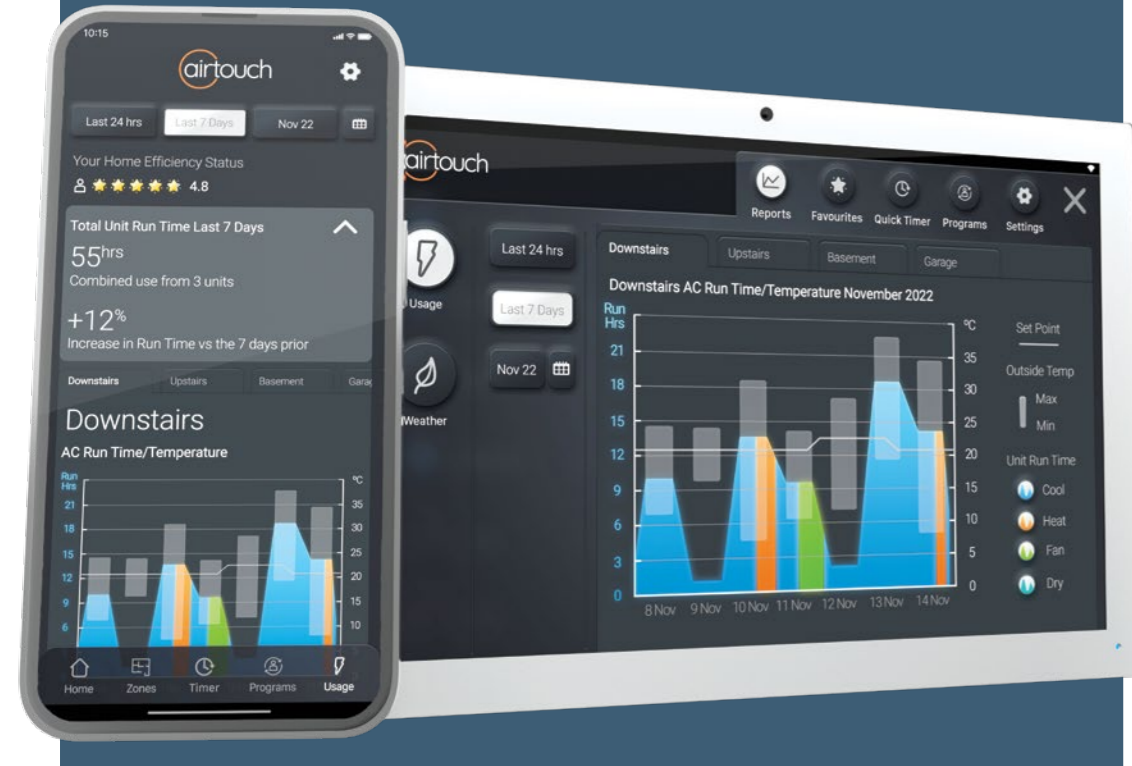 10:15
airtouch
Last 24 hrs
Last 7 Days
Nov 22
Your Home Efficiency Status
4.8
Total Unit Run Time Last 7 Days
55hrs
Combined use from 3 units
+12%
Increase in Run Time vs the 7 days prior
Downstairs Upstairs Basement Garag
Downstairs
AC Run Time/Temperature
Run
Hrs
°C
21
18
15
12
9
6
35
30
25
20
15
10
Home Zones Timer Programs Usage
airtouch
Reports Favourites Quick Timer Programs Settings
Usage
Weather
Last 24 hrs
Last 7 Days
Nov 22
Downstairs Upstairs Basement Garage
Downstairs AC Run Time/Temperature November 2022
Run
Hrs
°C
21
18
15
12
9
6
3
0
35
30
25
20
15
10
5
0
8 Nov 9 Nov 10 Nov 11 Nov 12 Nov 13 Nov 14 Nov
Set Point
Outside Temp
Max
Min
Unit Run Time
Cool
Heat
Fan
Dry